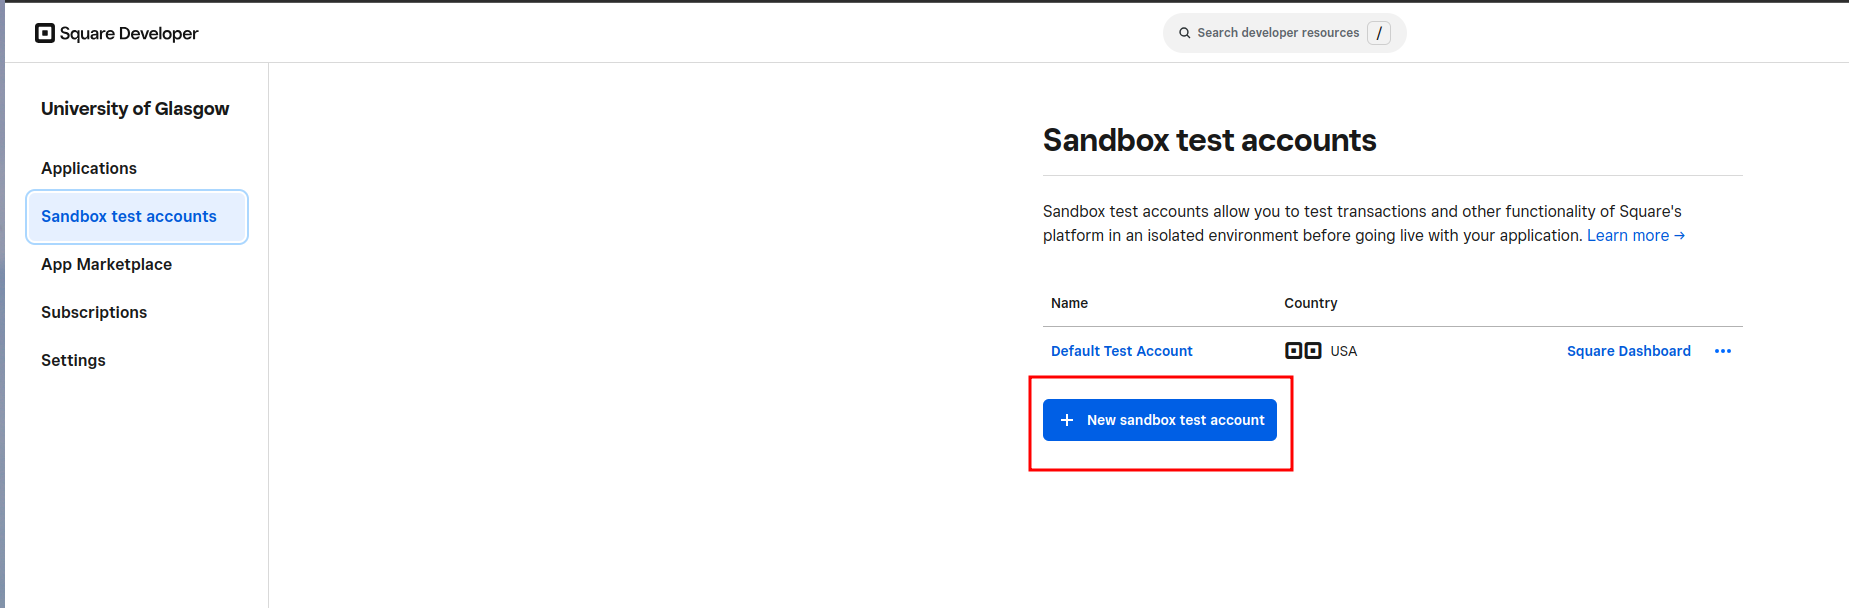 Square Developer
Search developer resources /
University of Glasgow
Applications
Sandbox test accounts
App Marketplace
Subscriptions
Settings
Sandbox test accounts
Sandbox test accounts allow you to test transactions and other functionality of Square's
platform in an isolated environment before going live with your application. Learn more →
Name Country
Default Test Account USA Square Dashboard •••
+ New sandbox test account